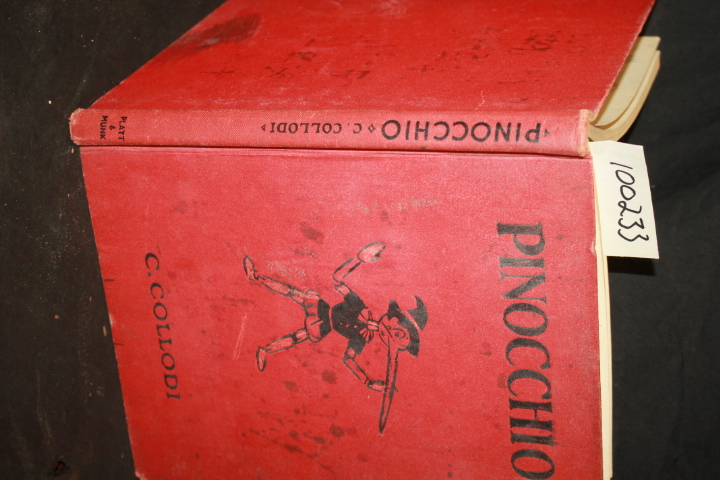 PINOCCHIO ◇ C. COLLODI
PLATT
&
MUNK
100233
PINOCCHIO
C. COLLODI